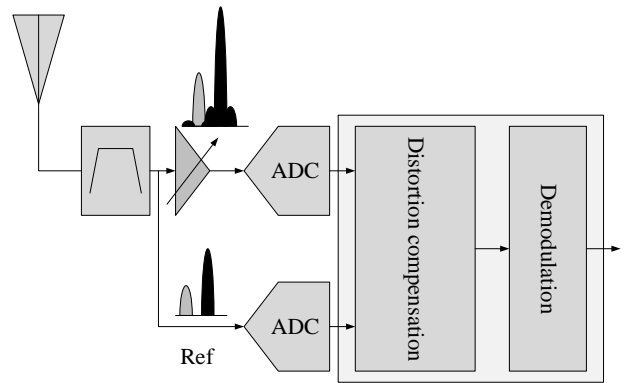 ADC
ADC
Ref
Distortion compensation
Demodulation